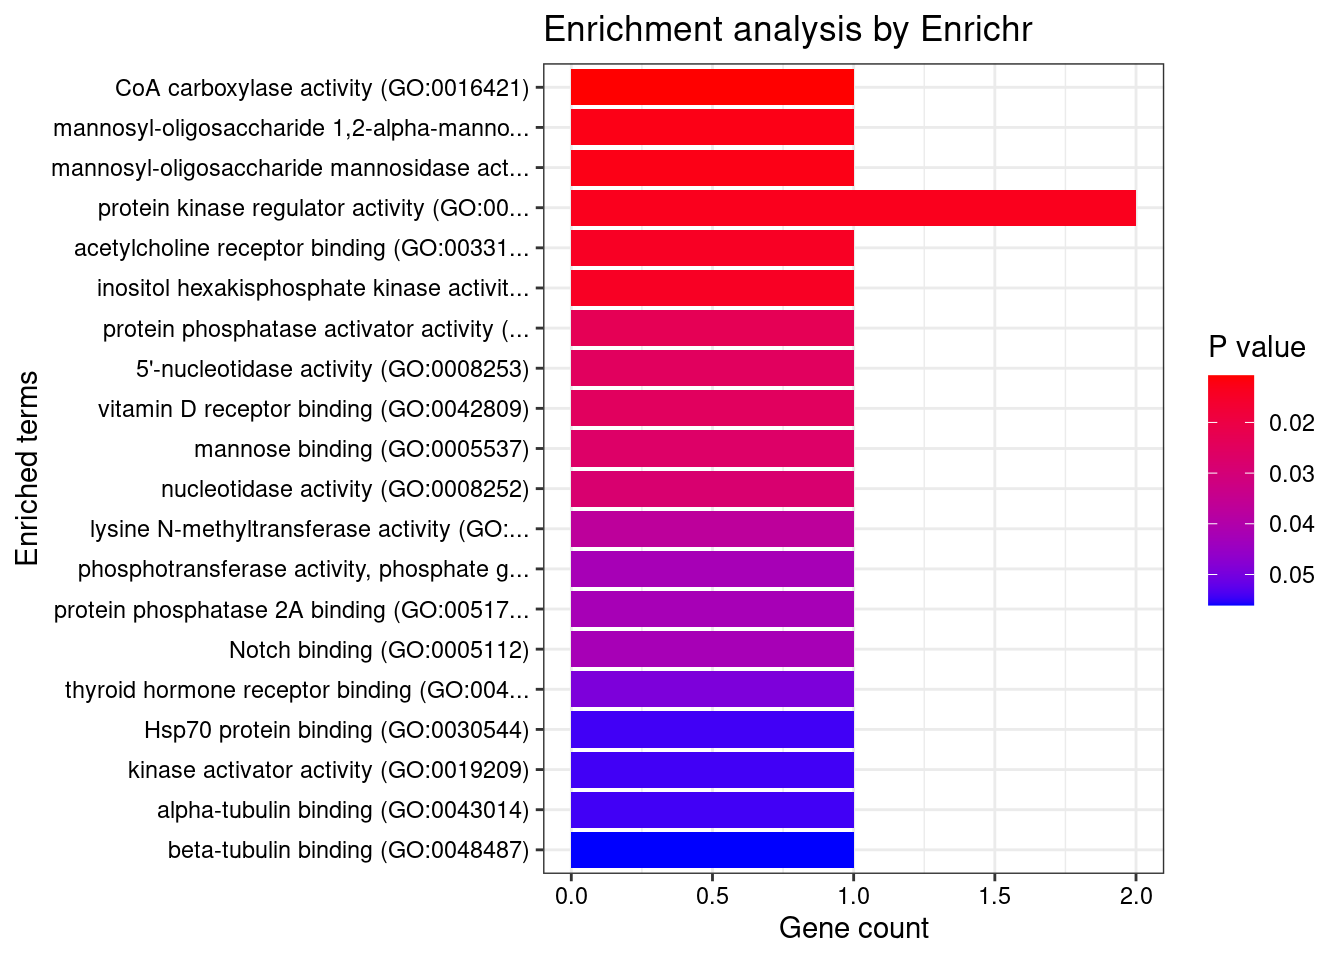 Enrichment analysis by Enrichr
Enriched terms
CoA carboxylase activity (GO:0016421)
mannosyl-oligosaccharide 1,2-alpha-manno...
mannosyl-oligosaccharide mannosidase act...
protein kinase regulator activity (GO:00...
acetylcholine receptor binding (GO:00331...
inositol hexakisphosphate kinase activit...
protein phosphatase activator activity (...
5'-nucleotidase activity (GO:0008253)
vitamin D receptor binding (GO:0042809)
mannose binding (GO:0005537)
nucleotidase activity (GO:0008252)
lysine N-methyltransferase activity (GO:...
phosphotransferase activity, phosphate g...
protein phosphatase 2A binding (GO:00517...
Notch binding (GO:0005112)
thyroid hormone receptor binding (GO:004...
Hsp70 protein binding (GO:0030544)
kinase activator activity (GO:0019209)
alpha-tubulin binding (GO:0043014)
beta-tubulin binding (GO:0048487)
0.0 0.5 1.0 1.5 2.0
Gene count
P value
0.02
0.03
0.04
0.05